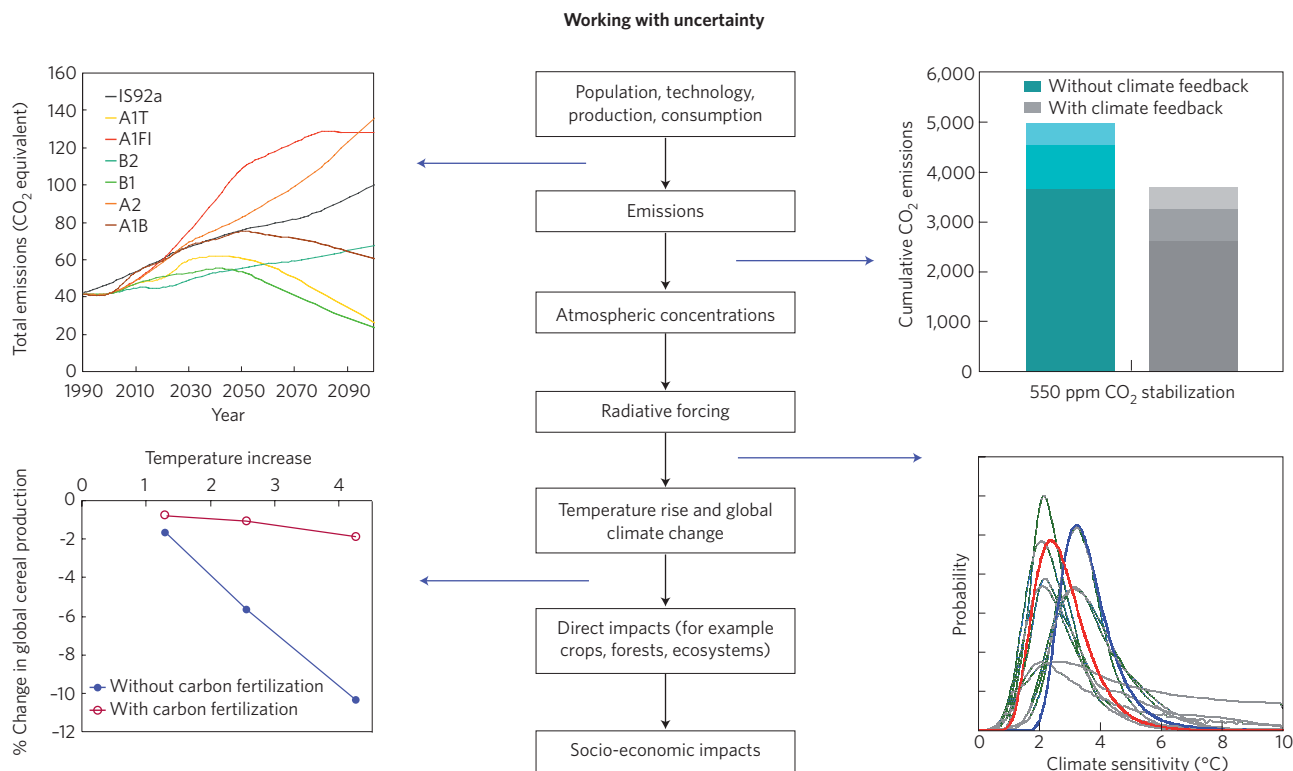 Working with uncertainty
Total emissions (CO₂ equivalent)
160
140
120
100
80
60
40
20
0
IS92a
A1T
A1FI
B2
B1
A2
A1B
1990
2010
2030
2050
2070
2090
Year
Population, technology,
production, consumption
Emissions
Atmospheric concentrations
Radiative forcing
Temperature rise and global
climate change
Direct impacts (for example
crops, forests, ecosystems)
Socio-economic impacts
Cumulative CO₂ emissions
6,000
5,000
4,000
3,000
2,000
1,000
0
Without climate feedback
With climate feedback
550 ppm CO₂ stabilization
Temperature increase
0
1
2
3
4
% Change in global cereal production
0
-2
-4
-6
-8
-10
-12
Without carbon fertilization
With carbon fertilization
Probability
0
2
4
6
8
10
Climate sensitivity (°C)